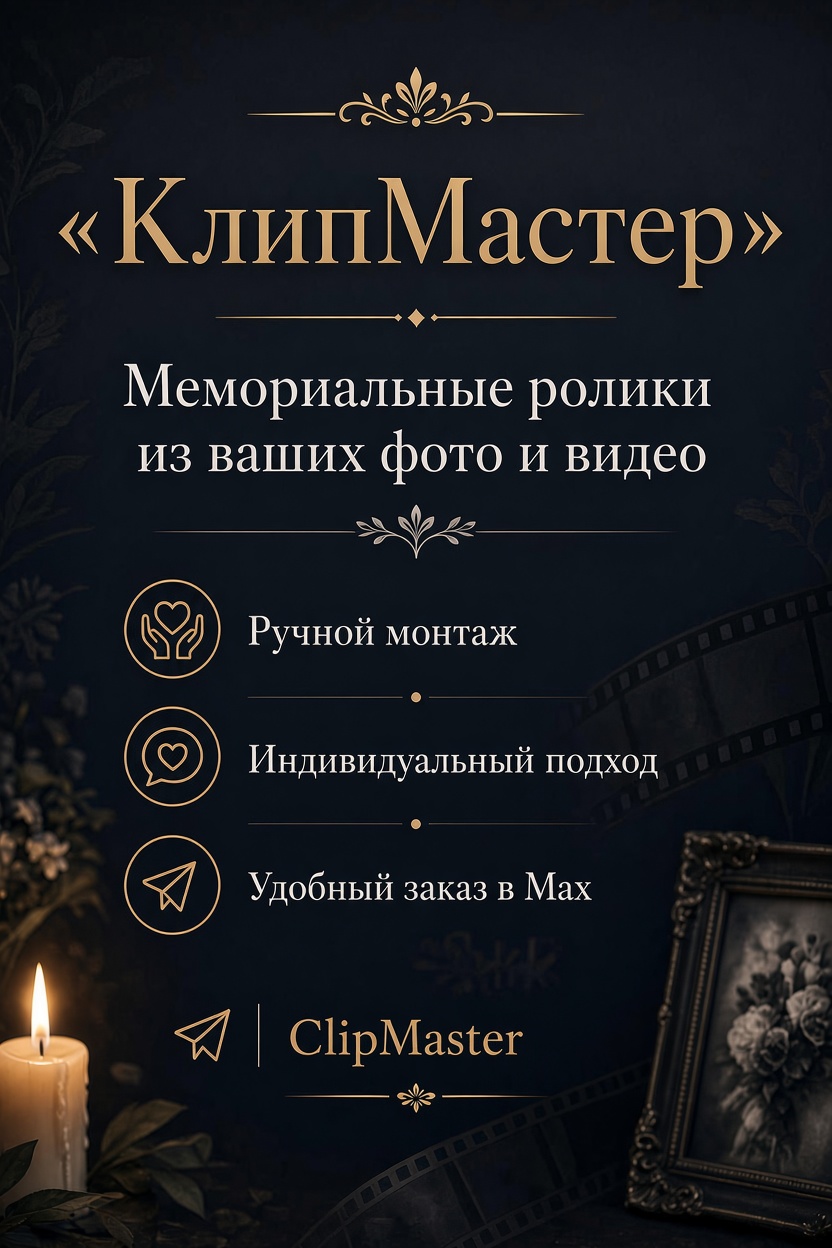 «КлипМастер»
Мемориальные ролики
из ваших фото и видео
Ручной монтаж
Индивидуальный подход
Удобный заказ в Max
ClipMaster